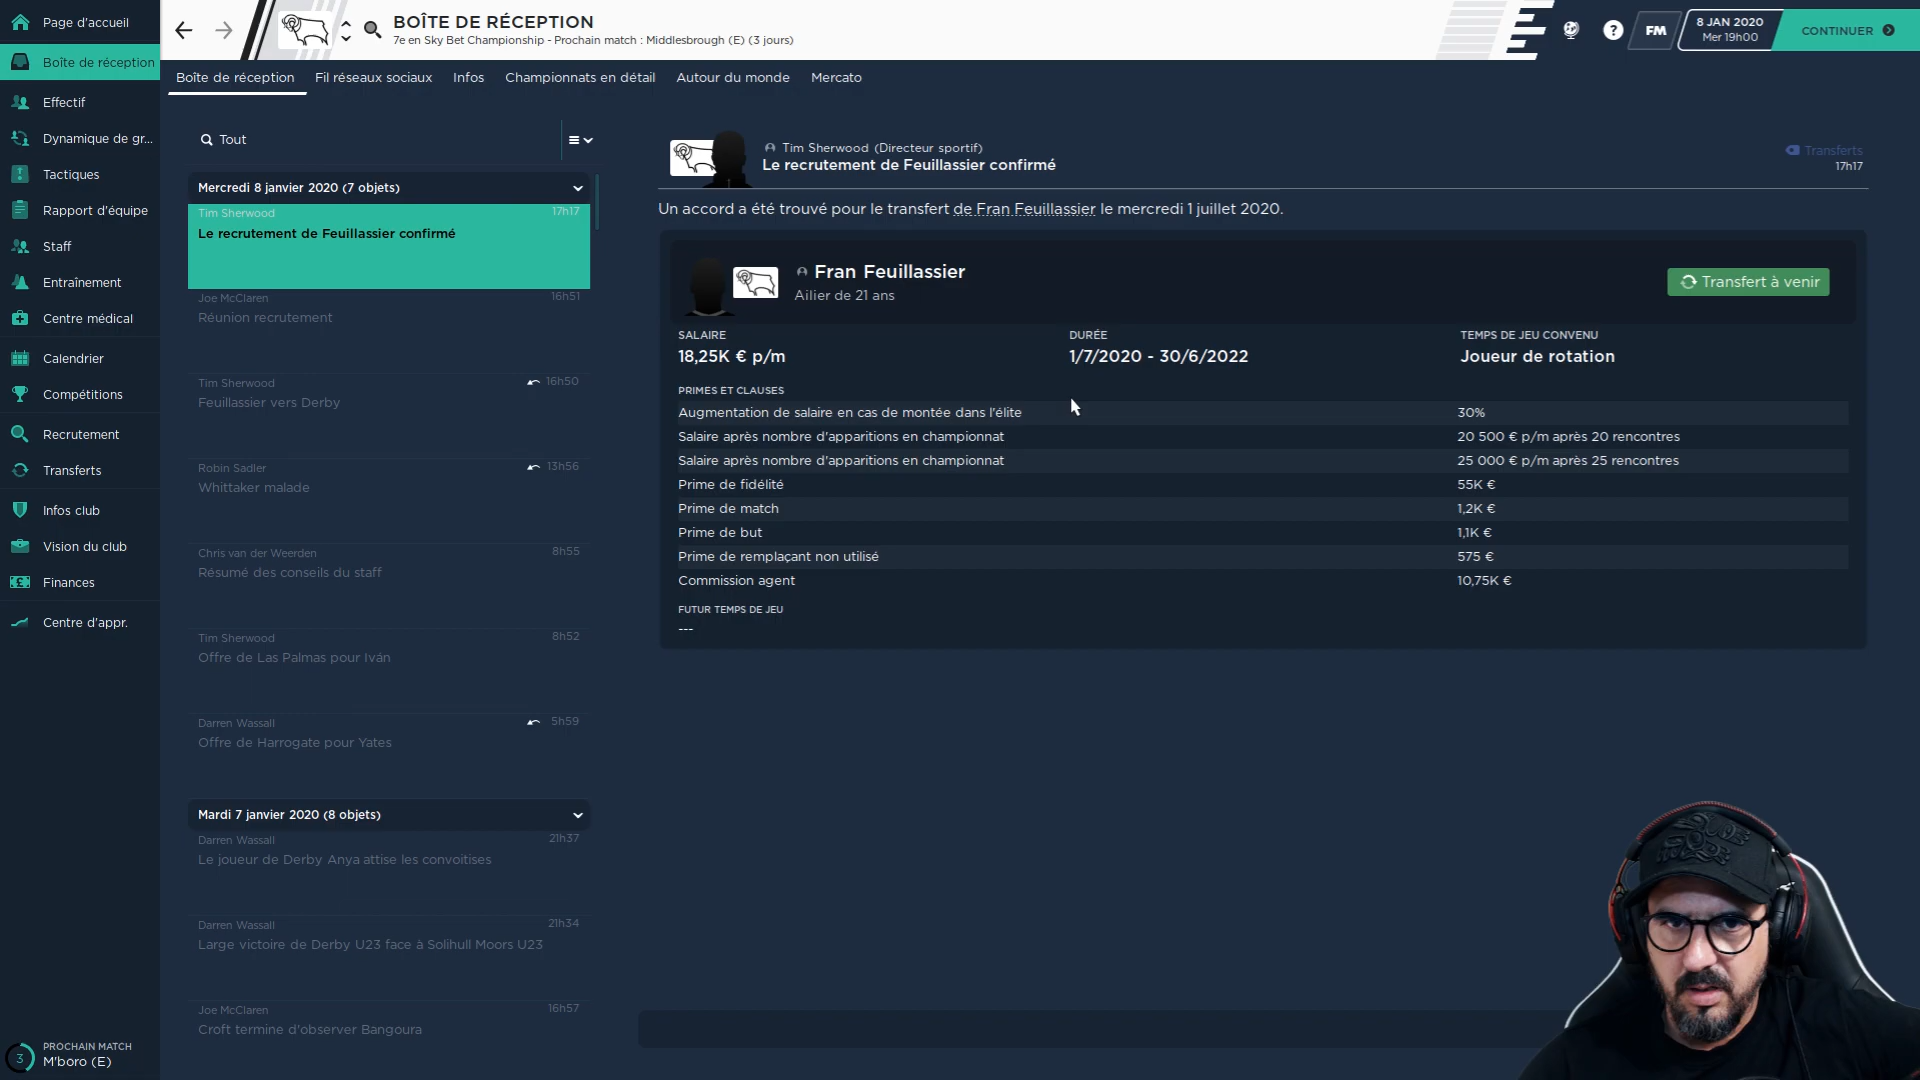 Page d'accueil
Boîte de réception
Effectif
Dynamique de gr...
Tactiques
Rapport d'équipe
Staff
Entraînement
Centre médical
Calendrier
Compétitions
Recrutement
Transferts
Infos club
Vision du club
Finances
Centre d'appr.
3
PROCHAIN MATCH
M'boro (E)
BOÎTE DE RÉCEPTION
7e en Sky Bet Championship - Prochain match : Middlesbrough (E) (3 jours)
?
FM
8 JAN 2020
Mer 19h00
CONTINUER
Boîte de réception
Fil réseaux sociaux
Infos
Championnats en détail
Autour du monde
Mercato
Tout
Mercredi 8 janvier 2020 (7 objets)
Tim Sherwood 17h17
Le recrutement de Feuillassier confirmé
Joe McClaren 16h51
Réunion recrutement
Tim Sherwood 16h50
Feuillassier vers Derby
Robin Sadler 13h56
Whittaker malade
Chris van der Weerden 8h55
Résumé des conseils du staff
Tim Sherwood 8h52
Offre de Las Palmas pour Iván
Darren Wassall 5h59
Offre de Harrogate pour Yates
Mardi 7 janvier 2020 (8 objets)
Darren Wassall 21h37
Le joueur de Derby Anya attise les convoitises
Darren Wassall 21h34
Large victoire de Derby U23 face à Solihull Moors U23
Joe McClaren 16h57
Croft termine d'observer Bangoura
Tim Sherwood (Directeur sportif)
Le recrutement de Feuillassier confirmé
Transferts
17h17
Un accord a été trouvé pour le transfert de Fran Feuillassier le mercredi 1 juillet 2020.
Fran Feuillassier
Ailier de 21 ans
Transfert à venir
SALAIRE DURÉE TEMPS DE JEU CONVENU
18,25K € p/m 1/7/2020 - 30/6/2022 Joueur de rotation
PRIMES ET CLAUSES
Augmentation de salaire en cas de montée dans l'élite 30%
Salaire après nombre d'apparitions en championnat 20 500 € p/m après 20 rencontres
Salaire après nombre d'apparitions en championnat 25 000 € p/m après 25 rencontres
Prime de fidélité 55K €
Prime de match 1,2K €
Prime de but 1,1K €
Prime de remplaçant non utilisé 575 €
Commission agent 10,75K €
FUTUR TEMPS DE JEU
---